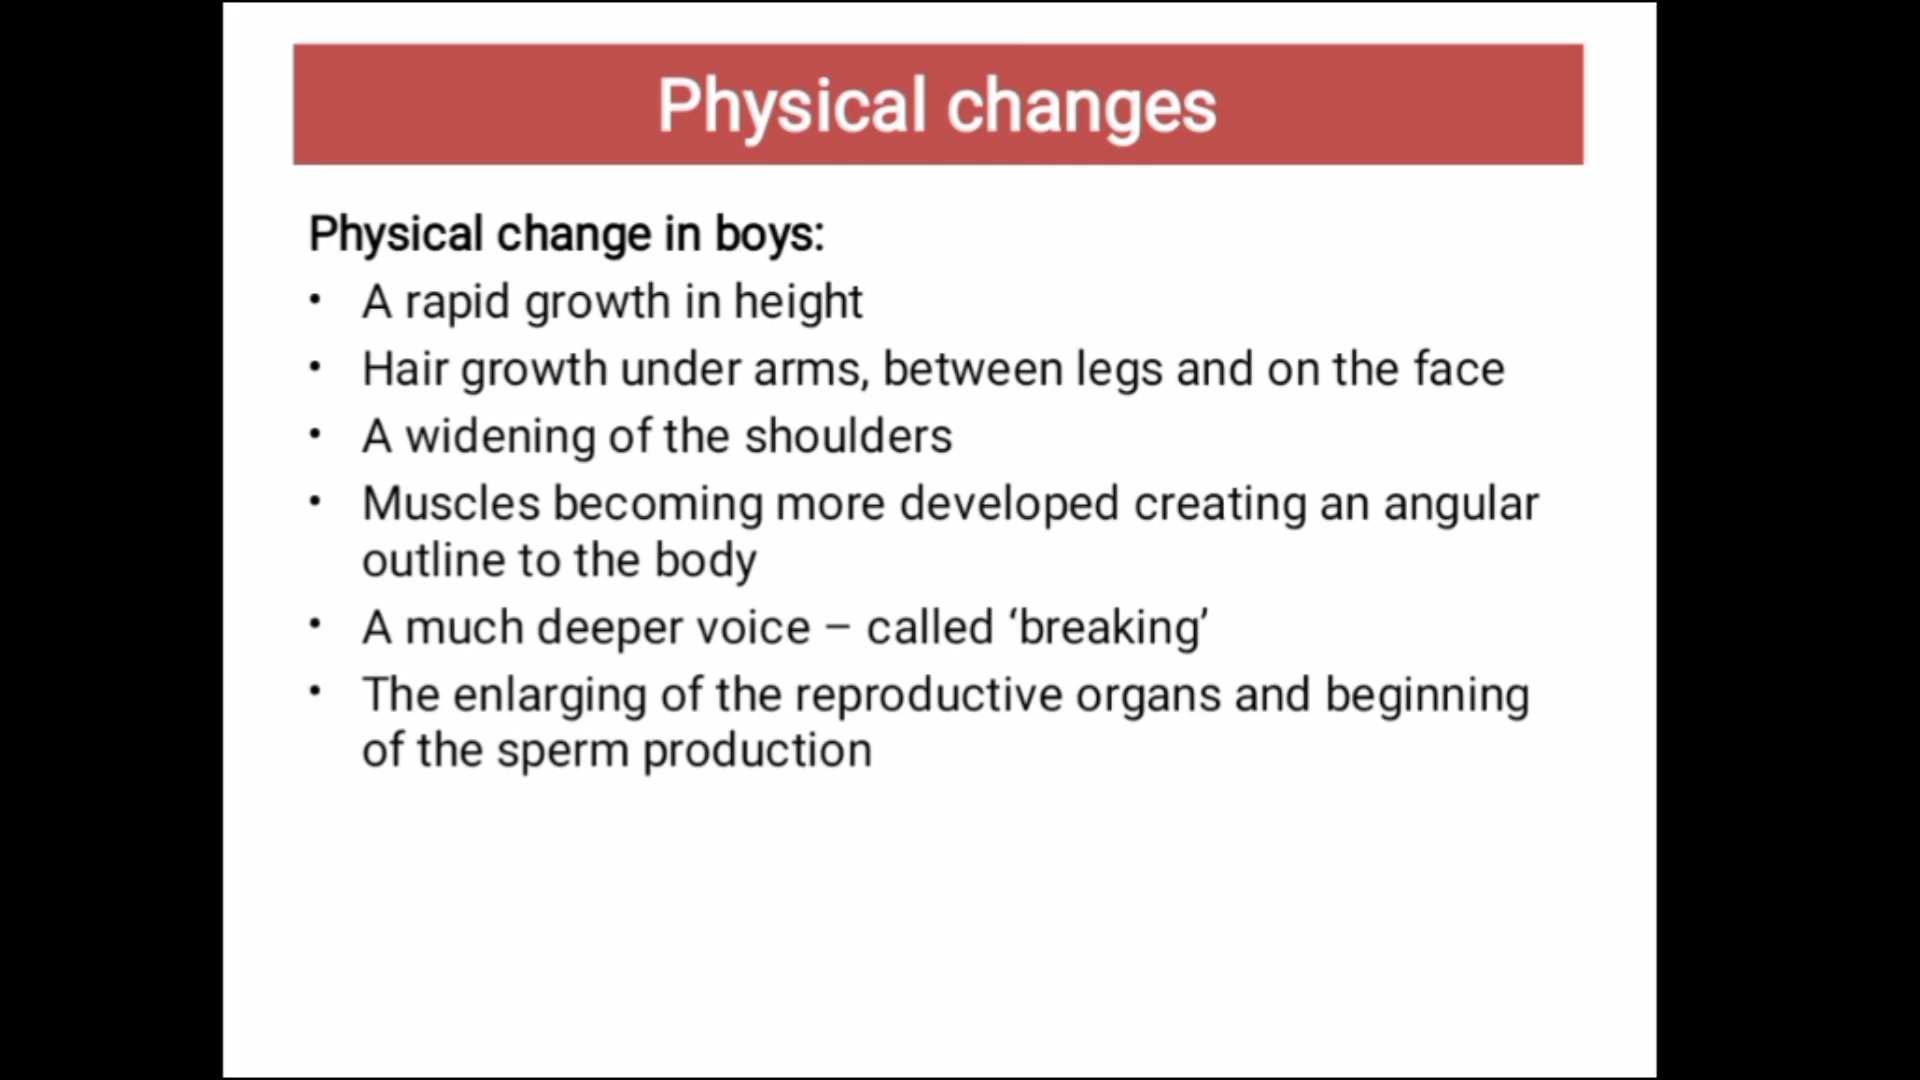 Physical changes
Physical change in boys:
• A rapid growth in height
• Hair growth under arms, between legs and on the face
• A widening of the shoulders
• Muscles becoming more developed creating an angular
outline to the body
• A much deeper voice – called ‘breaking’
• The enlarging of the reproductive organs and beginning
of the sperm production